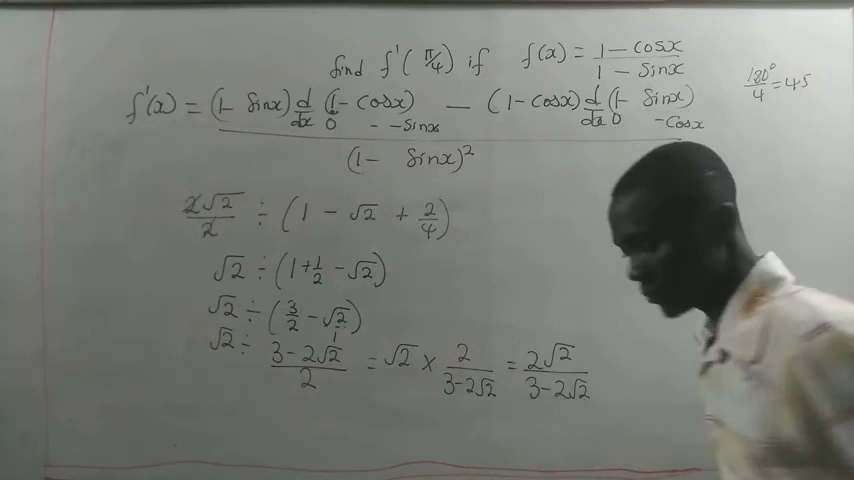 find f'(π/4) if f(x) = 1 - cosx / 1 - sinx
180° / 4 = 45
f'(x) = (1- sinx) d/dx (1- cosx) — (1-cosx) d/dx (1- sinx)
0 - -sinx 0 -cosx
(1- sinx)²
2√2 / 2 ÷ (1 - √2 + 2/4)
√2 ÷ (1+ 1/2 - √2)
√2 ÷ (3/2 - √2 / 1)
√2 ÷ 3-2√2 / 2 = √2 × 2 / 3-2√2 = 2√2 / 3-2√2